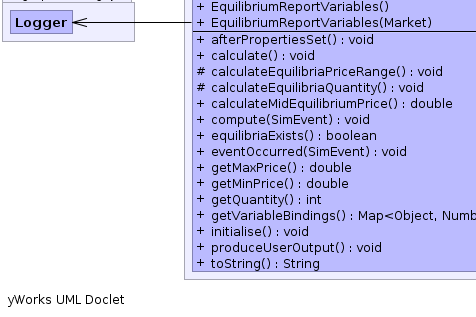 + EquilibriumReportVariables()
Logger
+ EquilibriumReportVariables(Market)
+ afterPropertiesSet() : void
+ calculate() : void
# calculateEquilibriaPriceRange() : void
# calculateEquilibriaQuantity() : void
+ calculateMidEquilibriumPrice() : double
+ compute(SimEvent) : void
+ equilibriaExists() : boolean
+ eventOccurred(SimEvent) : void
+ getMaxPrice() : double
+ getMinPrice() : double
+ getQuantity() : int
+ getVariableBindings() : Map<Object, Numb
+ initialise() : void
+ produceUserOutput() : void
+ toString() : String
yWorks UML Doclet